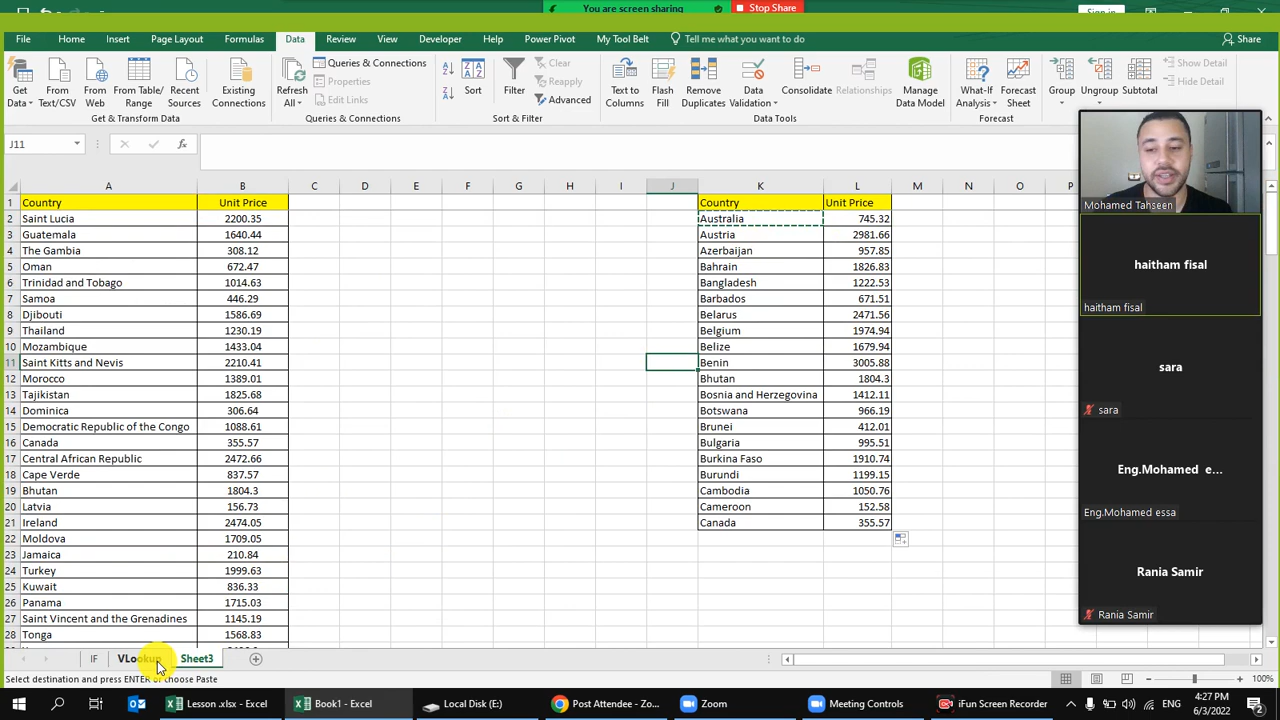 You are screen sharing
Stop Share
Sign in
File Home Insert Page Layout Formulas Data Review View Developer Help Power Pivot My Tool Belt Tell me what you want to do Share
Get Data From Text/CSV From Web From Table/Range Recent Sources Existing Connections
Get & Transform Data
Refresh All Queries & Connections Properties Edit Links
Queries & Connections
Sort Filter Clear Reapply Advanced
Sort & Filter
Text to Columns Flash Fill Remove Duplicates Data Validation Consolidate Relationships Manage Data Model
Data Tools
What-If Analysis Forecast Sheet
Forecast
Group Ungroup Subtotal Show Detail Hide Detail
J11 fx
A B C D E F G H I J K L M N O P
1 Country Unit Price Country Unit Price
2 Saint Lucia 2200.35 Australia 745.32
3 Guatemala 1640.44 Austria 2981.66
4 The Gambia 308.12 Azerbaijan 957.85
5 Oman 672.47 Bahrain 1826.83
6 Trinidad and Tobago 1014.63 Bangladesh 1222.53
7 Samoa 446.29 Barbados 671.51
8 Djibouti 1586.69 Belarus 2471.56
9 Thailand 1230.19 Belgium 1974.94
10 Mozambique 1433.04 Belize 1679.94
11 Saint Kitts and Nevis 2210.41 Benin 3005.88
12 Morocco 1389.01 Bhutan 1804.3
13 Tajikistan 1825.68 Bosnia and Herzegovina 1412.11
14 Dominica 306.64 Botswana 966.19
15 Democratic Republic of the Congo 1088.61 Brunei 412.01
16 Canada 355.57 Bulgaria 995.51
17 Central African Republic 2472.66 Burkina Faso 1910.74
18 Cape Verde 837.57 Burundi 1199.15
19 Bhutan 1804.3 Cambodia 1050.76
20 Latvia 156.73 Cameroon 152.58
21 Ireland 2474.05 Canada 355.57
22 Moldova 1709.05
23 Jamaica 210.84
24 Turkey 1999.63
25 Kuwait 836.33
26 Panama 1715.03
27 Saint Vincent and the Grenadines 1145.19
28 Tonga 1568.83
Mohamed Tahseen
haitham fisal
haitham fisal
sara
sara
Eng.Mohamed e...
Eng.Mohamed essa
Rania Samir
Rania Samir
IF VLookup Sheet3
Select destination and press ENTER or choose Paste
100%
Lesson .xlsx - Excel Book1 - Excel Local Disk (E:) Post Attendee - Zo... Zoom Meeting Controls iFun Screen Recorder
4:27 PM
6/3/2022
2